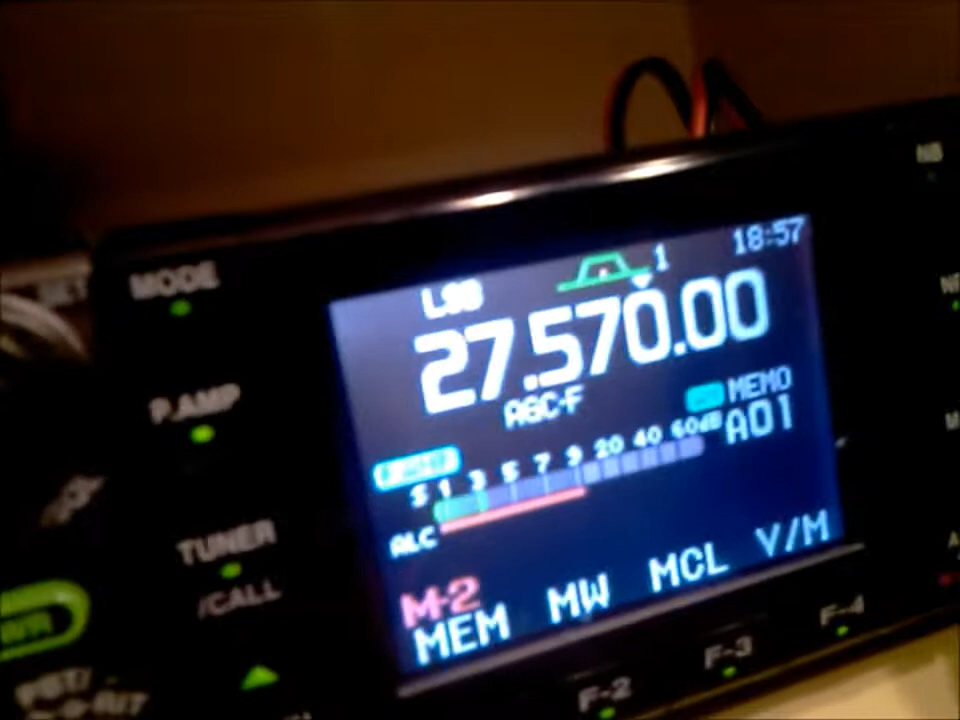 MODE
P.AMP
TUNER
/CALL
18:57
LSB
1
27.570.00
AGC-F
MEMO
A01
P.AMP
S 1 3 5 7 9 20 40 60dB
ALC
M-2
MEM MW MCL V/M
F-2 F-3 F-4
NB